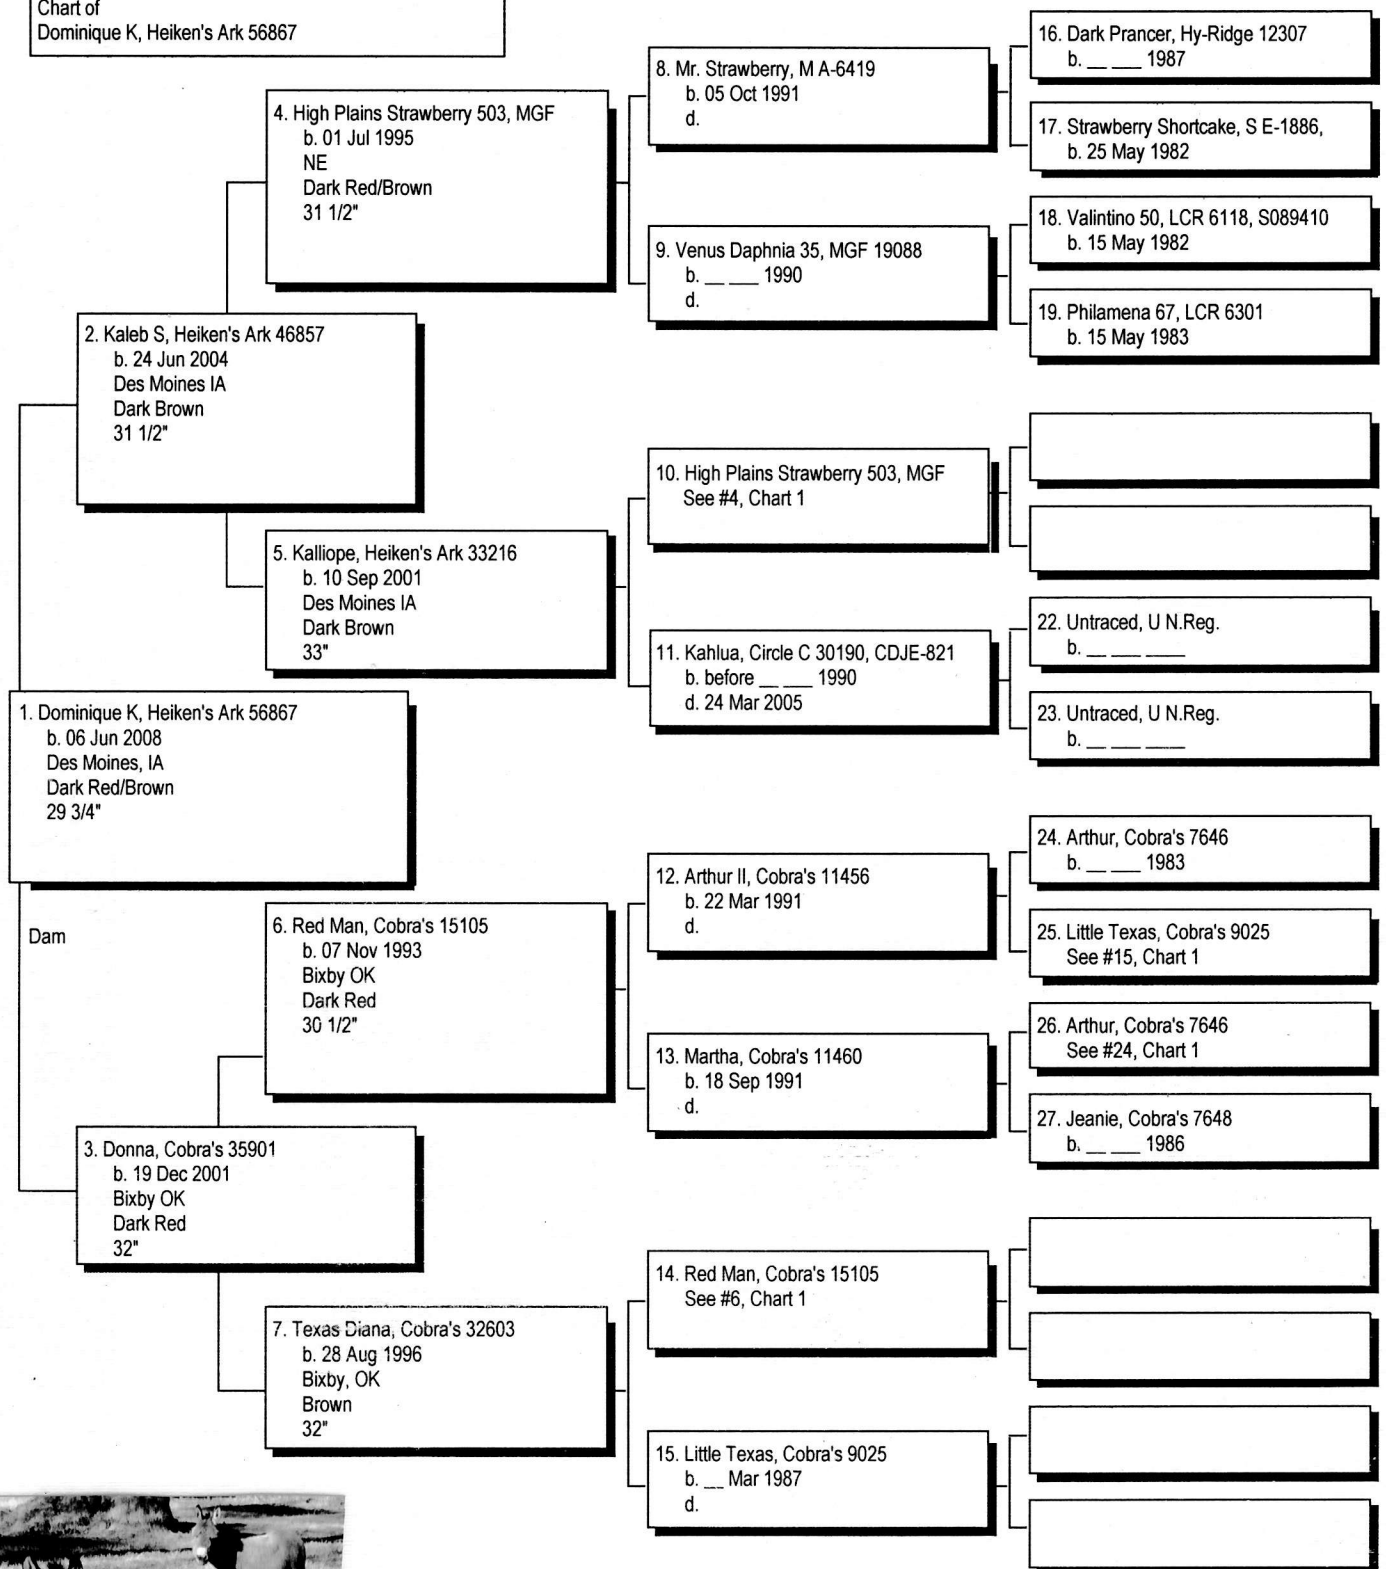 Chart of
Dominique K, Heiken's Ark 56867
16. Dark Prancer, Hy-Ridge 12307
b. __ ___ 1987
8. Mr. Strawberry, M A-6419
b. 05 Oct 1991
d.
17. Strawberry Shortcake, S E-1886,
b. 25 May 1982
4. High Plains Strawberry 503, MGF
b. 01 Jul 1995
NE
Dark Red/Brown
31 1/2"
18. Valintino 50, LCR 6118, S089410
b. 15 May 1982
9. Venus Daphnia 35, MGF 19088
b. __ ___ 1990
d.
19. Philamena 67, LCR 6301
b. 15 May 1983
2. Kaleb S, Heiken's Ark 46857
b. 24 Jun 2004
Des Moines IA
Dark Brown
31 1/2"
10. High Plains Strawberry 503, MGF
See #4, Chart 1
5. Kalliope, Heiken's Ark 33216
b. 10 Sep 2001
Des Moines IA
Dark Brown
33"
22. Untraced, U N.Reg.
b. __ ___ ____
11. Kahlua, Circle C 30190, CDJE-821
b. before __ ___ 1990
d. 24 Mar 2005
23. Untraced, U N.Reg.
b. __ ___ ____
1. Dominique K, Heiken's Ark 56867
b. 06 Jun 2008
Des Moines, IA
Dark Red/Brown
29 3/4"
24. Arthur, Cobra's 7646
b. __ ___ 1983
12. Arthur II, Cobra's 11456
b. 22 Mar 1991
d.
25. Little Texas, Cobra's 9025
See #15, Chart 1
Dam
6. Red Man, Cobra's 15105
b. 07 Nov 1993
Bixby OK
Dark Red
30 1/2"
26. Arthur, Cobra's 7646
See #24, Chart 1
13. Martha, Cobra's 11460
b. 18 Sep 1991
d.
27. Jeanie, Cobra's 7648
b. __ ___ 1986
3. Donna, Cobra's 35901
b. 19 Dec 2001
Bixby OK
Dark Red
32"
14. Red Man, Cobra's 15105
See #6, Chart 1
7. Texas Diana, Cobra's 32603
b. 28 Aug 1996
Bixby, OK
Brown
32"
15. Little Texas, Cobra's 9025
b. __ Mar 1987
d.